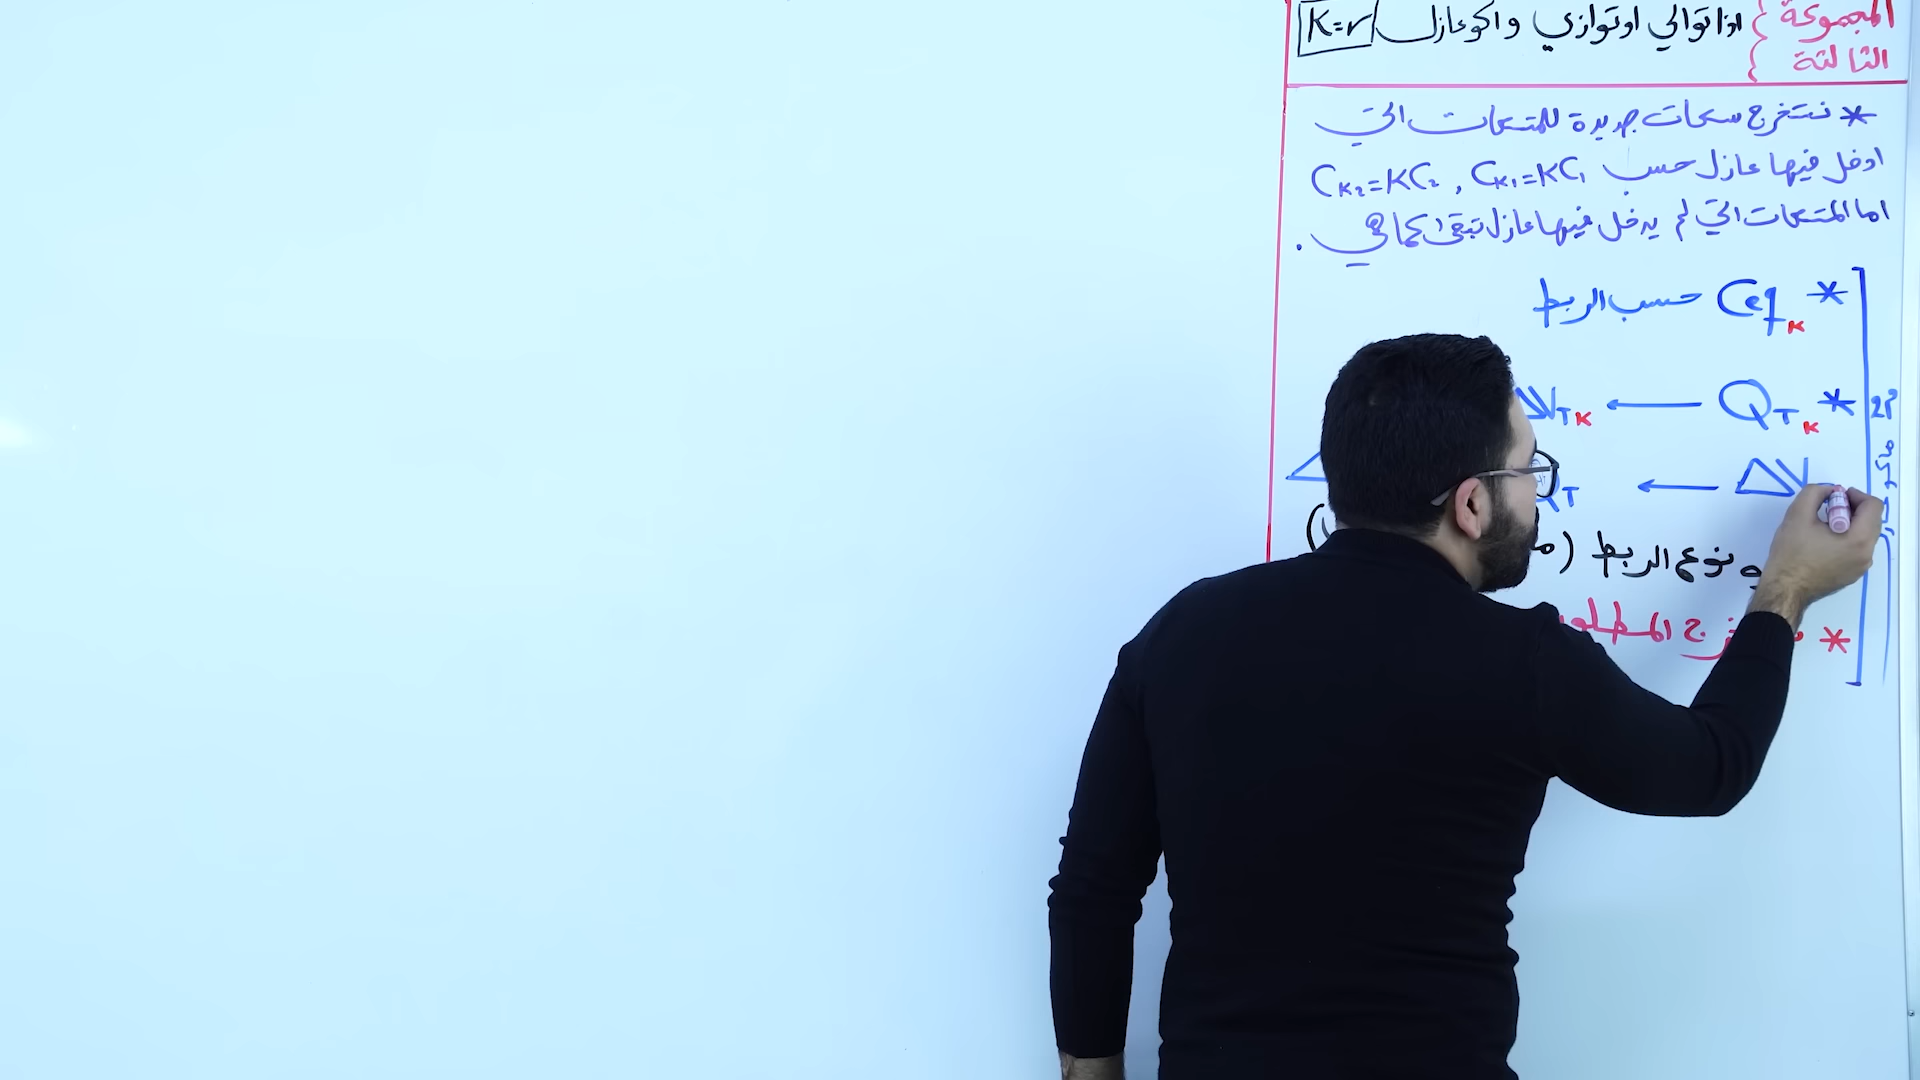 المجموعة الثالثة { اذا توالي او توازي و اكو عازل K=r
* نستخرج سعات جديدة للمتسعات التي
ادخل فيها عازل حسب CK1=KC1 , CK2=KC2
اما المتسعات التي لم يدخل فيها عازل تبقى كما هي .
* CeqK حسب الربط
* QTK ← ΔVTK
ΔV ← QT
نوع الربط (
* المطلو